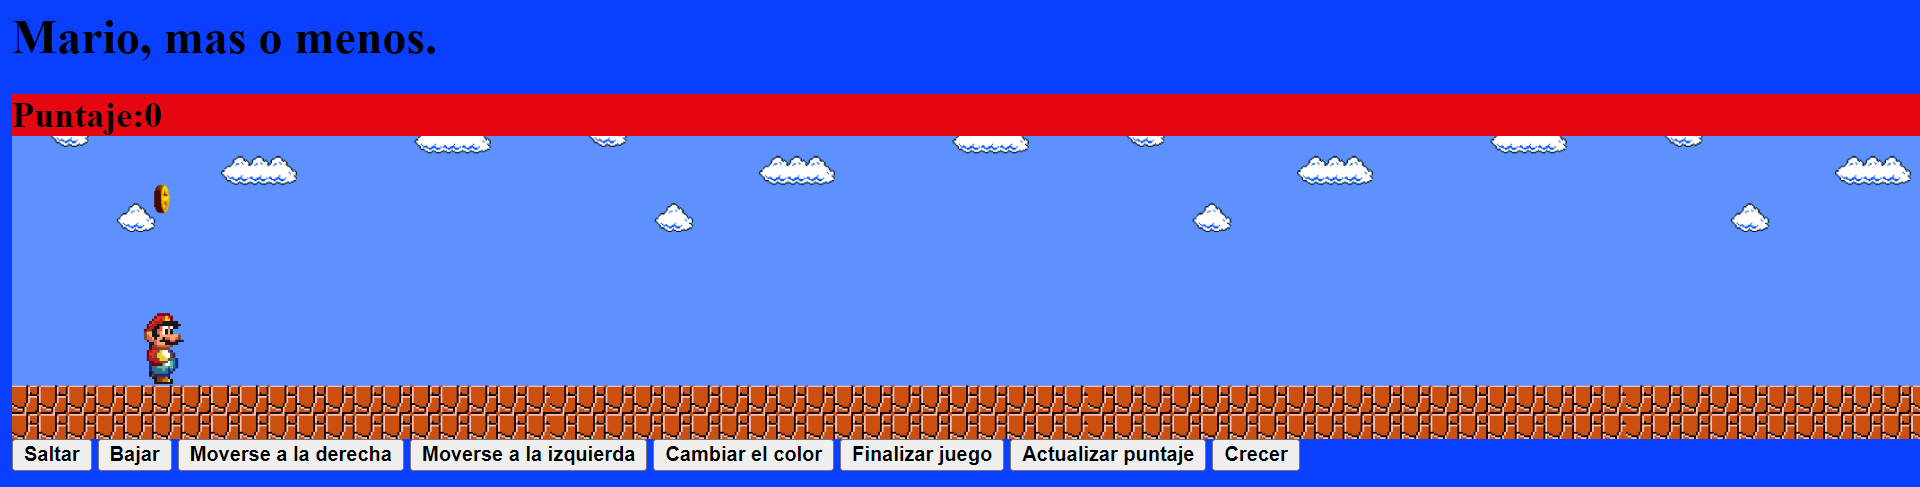 Mario, mas o menos.
Puntaje:0
Saltar Bajar Moverse a la derecha Moverse a la izquierda Cambiar el color Finalizar juego Actualizar puntaje Crecer